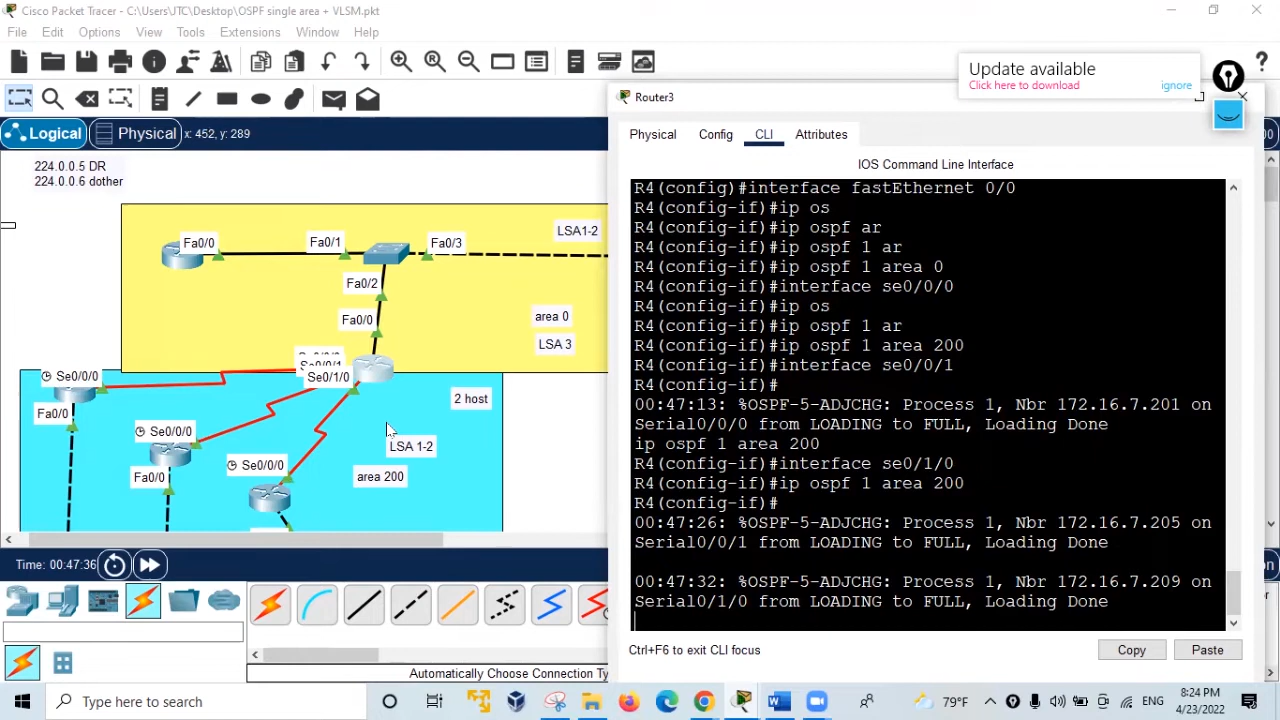 Cisco Packet Tracer - C:\Users\JTC\Desktop\OSPF single area + VLSM.pkt
File Edit Options View Tools Extensions Window Help
Update available
Click here to download ignore
Router3
Logical Physical x: 452, y: 289
Physical Config CLI Attributes
IOS Command Line Interface
224.0.0.5 DR
224.0.0.6 dother
Fa0/0 Fa0/1 Fa0/3 LSA1-2
Fa0/2
Fa0/0 area 0
LSA 3
Se0/0/1
Se0/0/0 Se0/1/0
Fa0/0 2 host
Se0/0/0 LSA 1-2
Fa0/0 Se0/0/0 area 200
R4(config)#interface fastEthernet 0/0
R4(config-if)#ip os
R4(config-if)#ip ospf ar
R4(config-if)#ip ospf 1 ar
R4(config-if)#ip ospf 1 area 0
R4(config-if)#interface se0/0/0
R4(config-if)#ip os
R4(config-if)#ip ospf 1 ar
R4(config-if)#ip ospf 1 area 200
R4(config-if)#interface se0/0/1
R4(config-if)#
00:47:13: %OSPF-5-ADJCHG: Process 1, Nbr 172.16.7.201 on
Serial0/0/0 from LOADING to FULL, Loading Done
ip ospf 1 area 200
R4(config-if)#interface se0/1/0
R4(config-if)#ip ospf 1 area 200
R4(config-if)#
00:47:26: %OSPF-5-ADJCHG: Process 1, Nbr 172.16.7.205 on
Serial0/0/1 from LOADING to FULL, Loading Done
00:47:32: %OSPF-5-ADJCHG: Process 1, Nbr 172.16.7.209 on
Serial0/1/0 from LOADING to FULL, Loading Done
Ctrl+F6 to exit CLI focus Copy Paste
Time: 00:47:36
Automatically Choose Connection Ty
Type here to search
79°F ENG 8:24 PM
4/23/2022